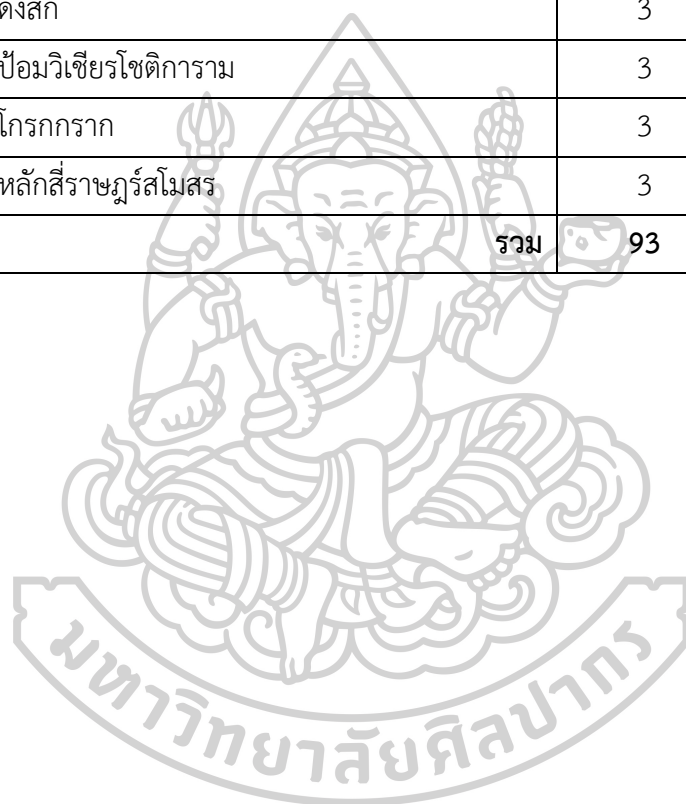 ดงสัก 3
ป้อมวิเชียรโชติการาม 3
โกรกกราก 3
หลักสี่ราษฎร์สโมสร 3
รวม 93
มหาวิทยาลัยศิลปากร